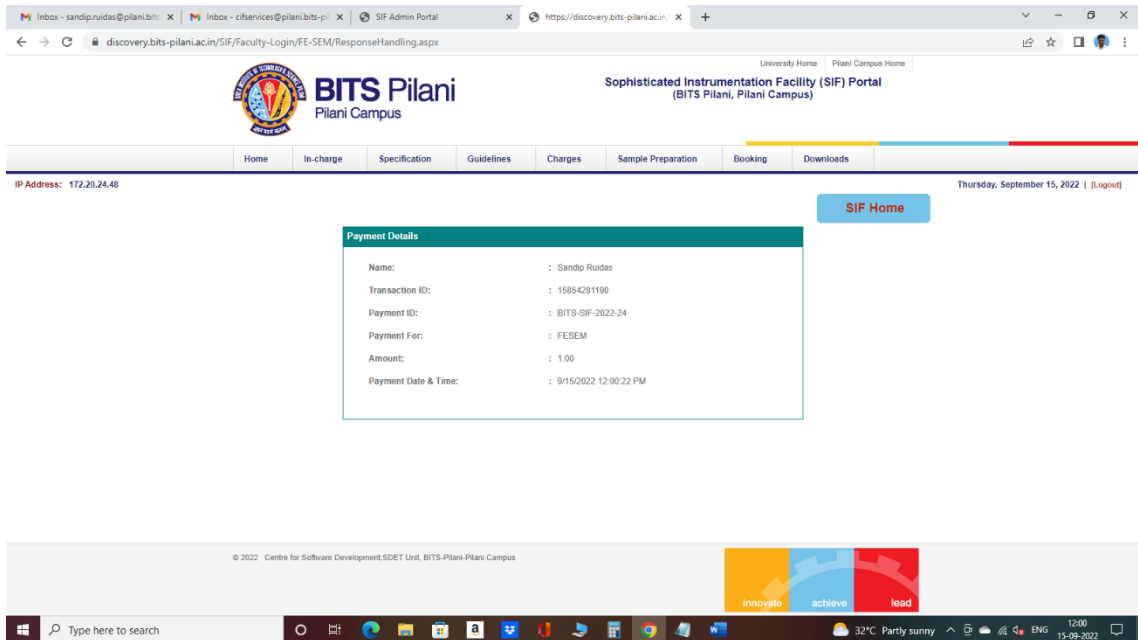 Inbox - sandip.ruidas@pilani.bits-
Inbox - cifservices@pilani.bits-pil
SIF Admin Portal
https://discovery.bits-pilani.ac.in/
discovery.bits-pilani.ac.in/SIF/Faculty-Login/FE-SEM/ResponseHandling.aspx
University Home | Pilani Campus Home
BITS Pilani
Pilani Campus
Sophisticated Instrumentation Facility (SIF) Portal
(BITS Pilani, Pilani Campus)
Home In-charge Specification Guidelines Charges Sample Preparation Booking Downloads
IP Address: 172.20.24.48
Thursday, September 15, 2022 | [Logout]
SIF Home
Payment Details
Name: : Sandip Ruidas
Transaction ID: : 15854281190
Payment ID: : BITS-SIF-2022-24
Payment For: : FESEM
Amount: : 1.00
Payment Date & Time: : 9/15/2022 12:00:22 PM
© 2022 Centre for Software Development,SDET Unit, BITS-Pilani-Pilani Campus
innovate achieve lead
Type here to search
32°C Partly sunny
ENG
12:00
15-09-2022